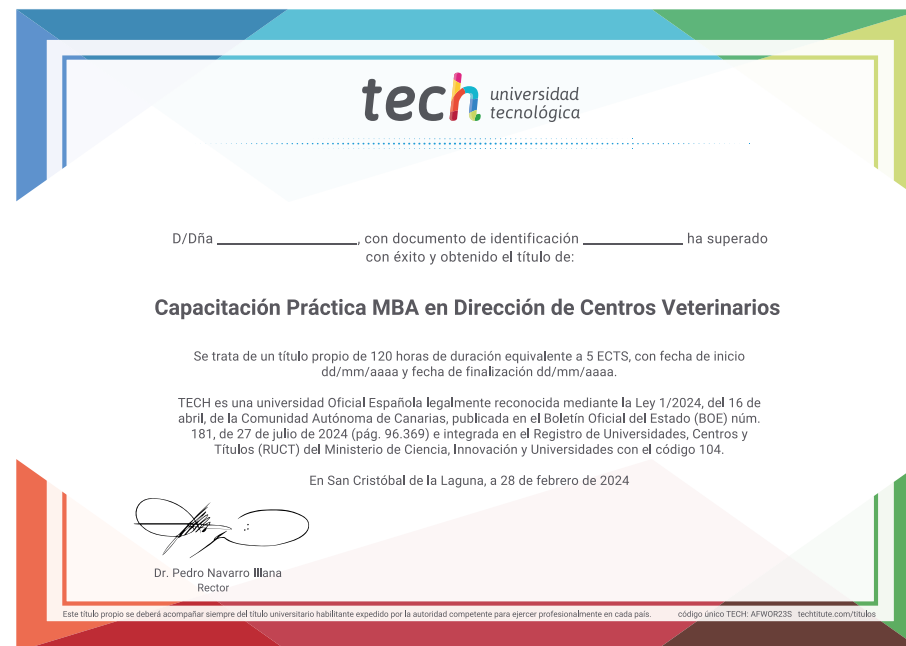 tech universidad
tecnológica
D/Dña ____________________, con documento de identificación ______________ ha superado
con éxito y obtenido el título de:
Capacitación Práctica MBA en Dirección de Centros Veterinarios
Se trata de un título propio de 120 horas de duración equivalente a 5 ECTS, con fecha de inicio
dd/mm/aaaa y fecha de finalización dd/mm/aaaa.
TECH es una universidad Oficial Española legalmente reconocida mediante la Ley 1/2024, del 16 de
abril, de la Comunidad Autónoma de Canarias, publicada en el Boletín Oficial del Estado (BOE) núm.
181, de 27 de julio de 2024 (pág. 96.369) e integrada en el Registro de Universidades, Centros y
Títulos (RUCT) del Ministerio de Ciencia, Innovación y Universidades con el código 104.
En San Cristóbal de la Laguna, a 28 de febrero de 2024
Dr. Pedro Navarro Illana
Rector
Este título propio se deberá acompañar siempre del título universitario habilitante expedido por la autoridad competente para ejercer profesionalmente en cada país. código único TECH: AFWOR23S techtitute.com/titulos